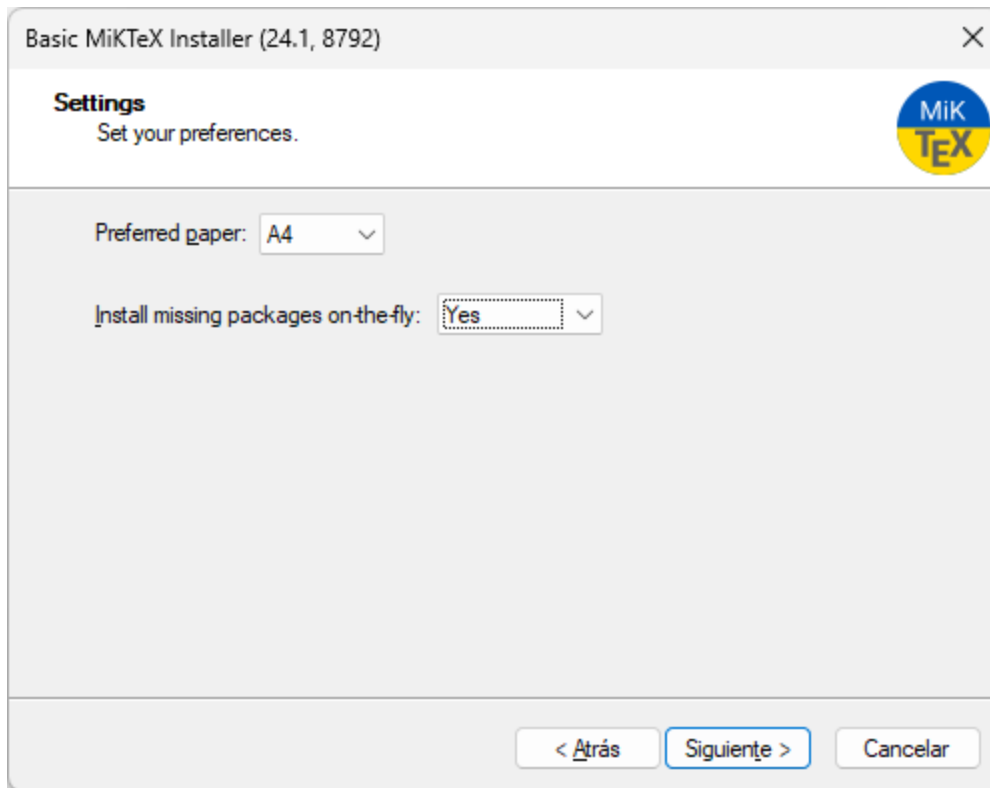 Basic MiKTeX Installer (24.1, 8792)
Settings
Set your preferences.
MiK
TEX
Preferred paper: A4
Install missing packages on-the-fly: Yes
< Atrás Siguiente > Cancelar